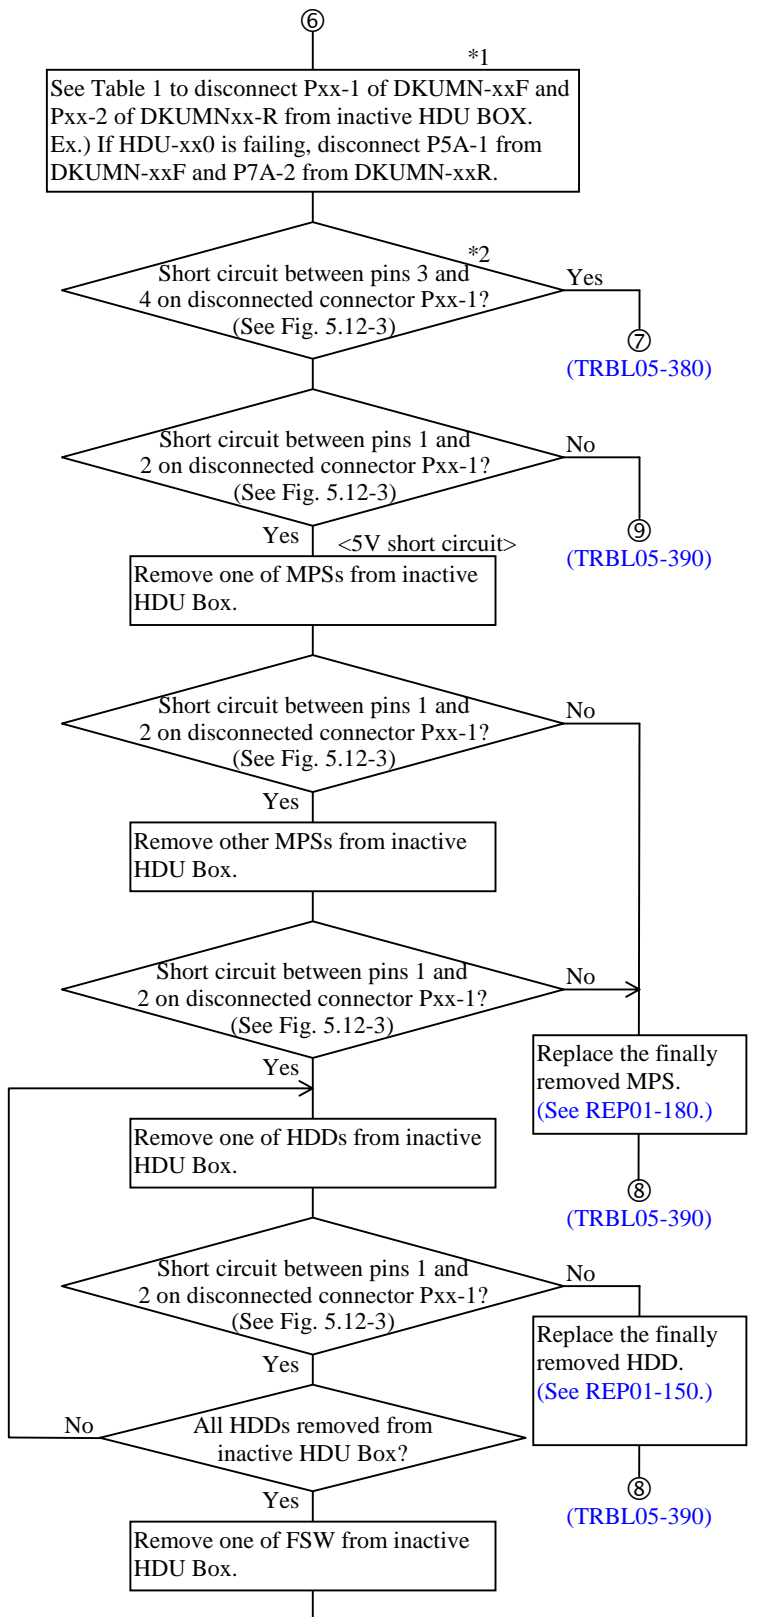 ⑥
*1
See Table 1 to disconnect Pxx-1 of DKUMN-xxF and
Pxx-2 of DKUMNxx-R from inactive HDU BOX.
Ex.) If HDU-xx0 is failing, disconnect P5A-1 from
DKUMN-xxF and P7A-2 from DKUMN-xxR.
*2
Short circuit between pins 3 and
4 on disconnected connector Pxx-1?
(See Fig. 5.12-3)
Yes
⑦
(TRBL05-380)
Short circuit between pins 1 and
2 on disconnected connector Pxx-1?
(See Fig. 5.12-3)
No
⑨
(TRBL05-390)
Yes
<5V short circuit>
Remove one of MPSs from inactive
HDU Box.
Short circuit between pins 1 and
2 on disconnected connector Pxx-1?
(See Fig. 5.12-3)
No
Yes
Remove other MPSs from inactive
HDU Box.
Short circuit between pins 1 and
2 on disconnected connector Pxx-1?
(See Fig. 5.12-3)
No
Yes
Replace the finally
removed MPS.
(See REP01-180.)
⑧
(TRBL05-390)
Remove one of HDDs from inactive
HDU Box.
Short circuit between pins 1 and
2 on disconnected connector Pxx-1?
(See Fig. 5.12-3)
No
Replace the finally
removed HDD.
(See REP01-150.)
⑧
(TRBL05-390)
Yes
All HDDs removed from
inactive HDU Box?
No
Yes
Remove one of FSW from inactive
HDU Box.